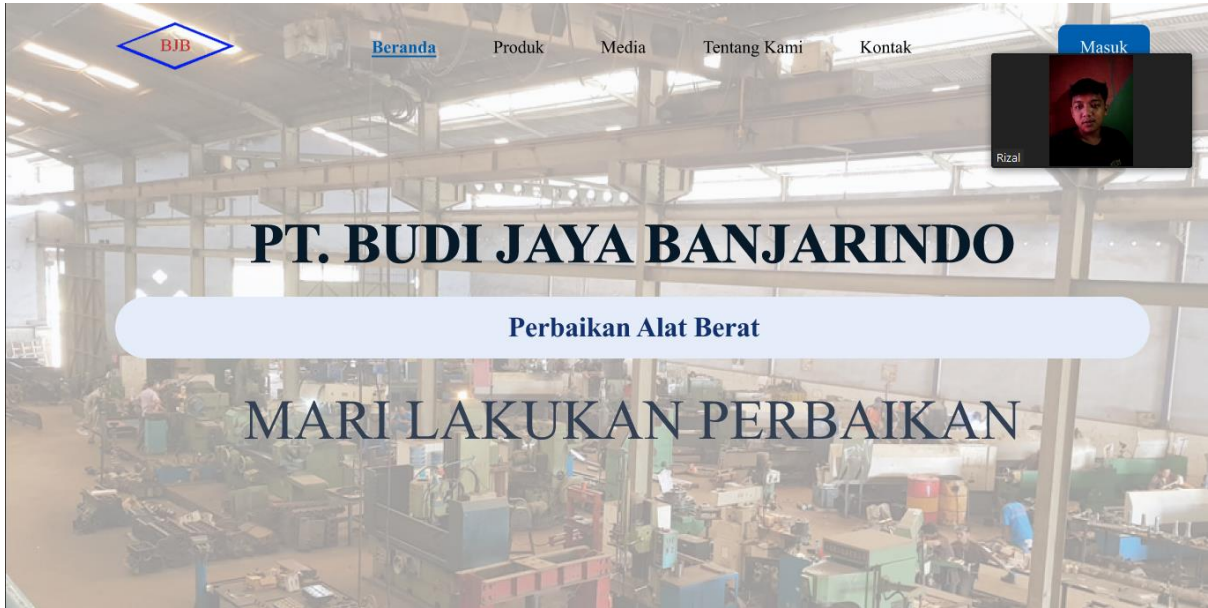 BJB
Beranda Produk Media Tentang Kami Kontak Masuk
Rizal
PT. BUDI JAYA BANJARINDO
Perbaikan Alat Berat
MARI LAKUKAN PERBAIKAN